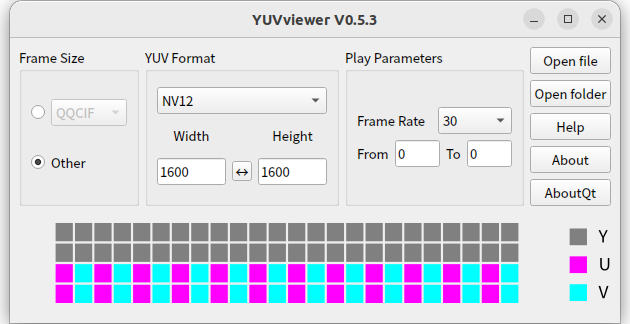 YUVviewer V0.5.3
Frame Size
YUV Format
Play Parameters
Open file
QQCIF
NV12
Open folder
Frame Rate 30
Help
Width Height
From 0 To 0
Other
1600 ↔ 1600
About
AboutQt
Y
U
V